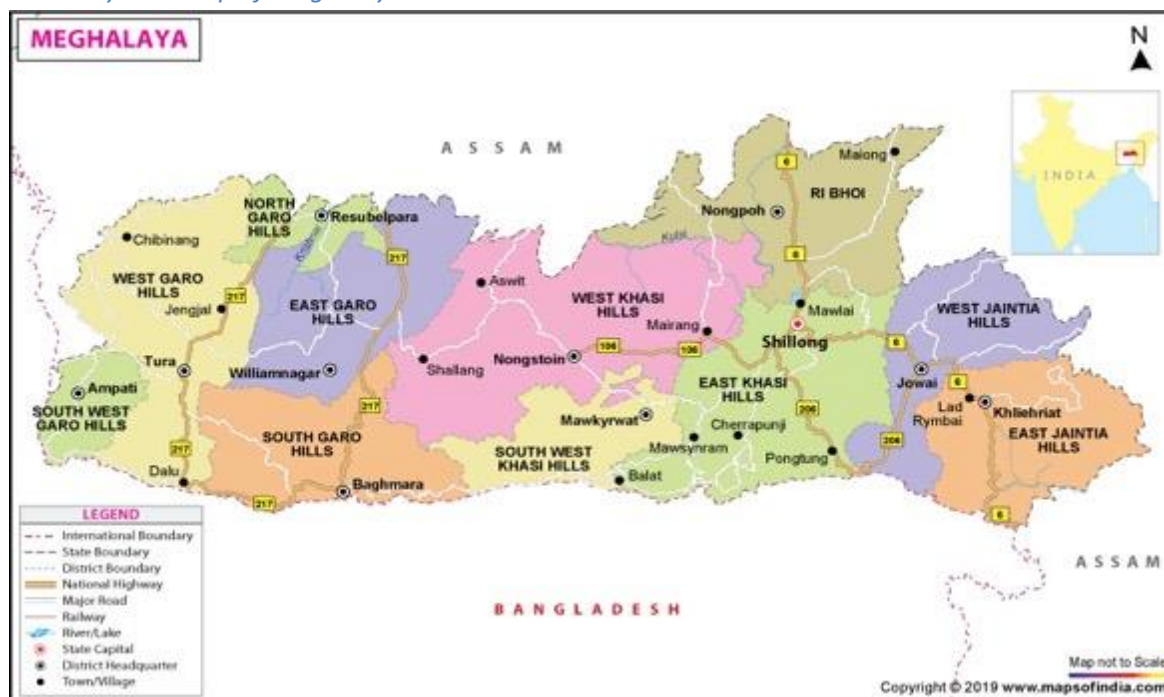 MEGHALAYA
N
ASSAM
INDIA
6
Maiong
RI BHOI
Nongpoh
NORTH
GARO
HILLS
Resubelpara
Chibinang
217
6
WEST GARO
HILLS
Aswit
EAST GARO
HILLS
WEST KHASI
HILLS
217
Jengjal
Mawlai
WEST JAINTIA
HILLS
Mairang
Shillong
6
106
106
Nongstoin
Shallang
Tura
Williamnagar
Jowai
6
EAST KHASI
HILLS
Ampati
SOUTH WEST
GARO HILLS
217
Mawkyrwat
206
Lad
Rymbai
Khliehriat
SOUTH GARO
HILLS
Cherrapunji
Mawsynram
206
EAST JAINTIA
HILLS
SOUTH WEST
KHASI HILLS
Pongtung
217
Dalu
Balat
Baghmara
217
6
LEGEND
International Boundary
State Boundary
District Boundary
National Highway
Major Road
Railway
River/Lake
State Capital
District Headquarter
Town/Village
ASSAM
BANGLADESH
Map not to Scale
Copyright © 2019 www.mapsofindia.com